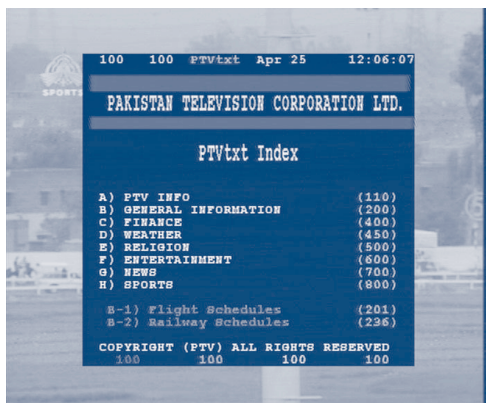 100 100 PTVtxt Apr 25 12:06:07
SPORTS
PAKISTAN TELEVISION CORPORATION LTD.
PTVtxt Index
A) PTV INFO (110)
B) GENERAL INFORMATION (200)
C) FINANCE (400)
D) WEATHER (450)
E) RELIGION (500)
F) ENTERTAINMENT (600)
G) NEWS (700)
H) SPORTS (800)
B-1) Flight Schedules (201)
B-2) Railway Schedules (236)
COPYRIGHT (PTV) ALL RIGHTS RESERVED
100 100 100 100